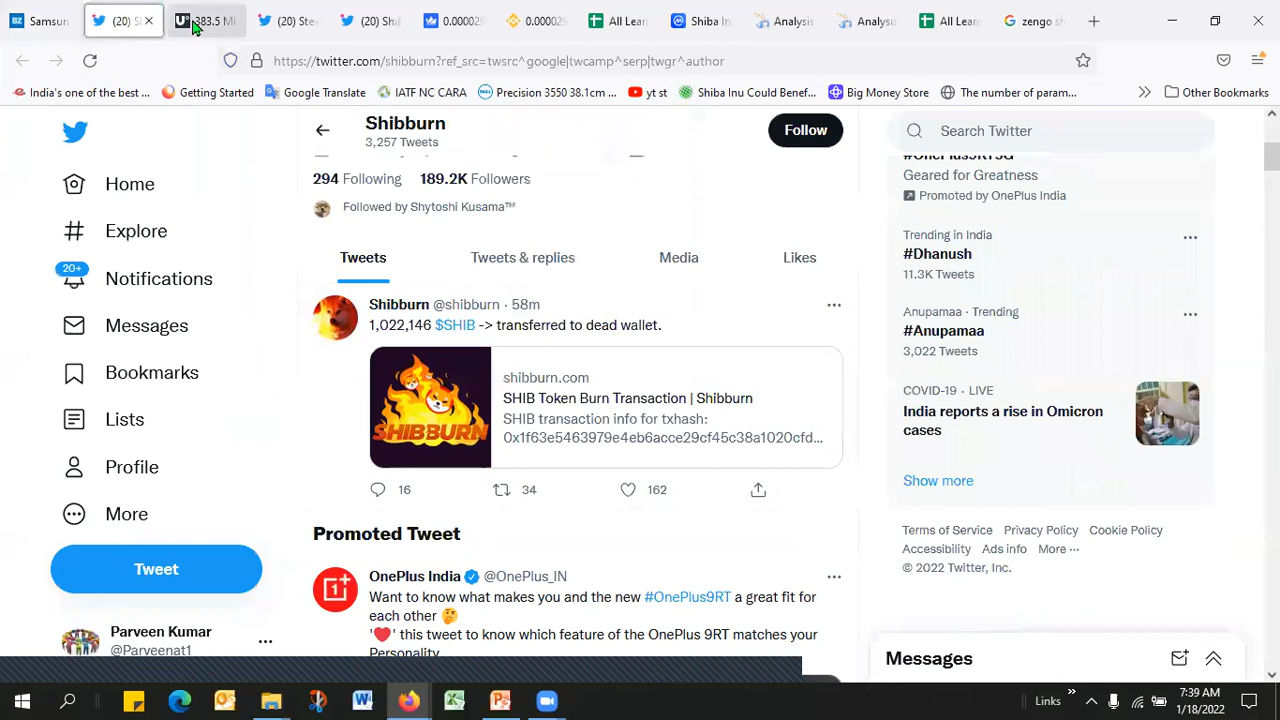 Samsun
(20) S
383.5 M
(20) Stev
(20) Shi
0.000029
0.000029
All Lear
Shiba In
Analysis
Analysis
All Lear
zengo sh
https://twitter.com/shibburn?ref_src=twsrc^google|twcamp^serp|twgr^author
India's one of the best ...
Getting Started
Google Translate
IATF NC CARA
Precision 3550 38.1cm ...
yt st
Shiba Inu Could Benef...
Big Money Store
The number of param...
Other Bookmarks
Shibburn
3,257 Tweets
Follow
294 Following 189.2K Followers
Followed by Shytoshi Kusama™
Tweets
Tweets & replies
Media
Likes
Home
Explore
20+
Notifications
Messages
Bookmarks
Lists
Profile
More
Tweet
Parveen Kumar
@Parveenat1
Shibburn @shibburn · 58m
1,022,146 $SHIB -> transferred to dead wallet.
SHIBBURN
shibburn.com
SHIB Token Burn Transaction | Shibburn
SHIB transaction info for txhash:
0x1f63e5463979e4eb6acce29cf45c38a1020cfd...
16
34
162
Promoted Tweet
OnePlus India @OnePlus_IN
Want to know what makes you and the new #OnePlus9RT a great fit for
each other 🤔
'❤️' this tweet to know which feature of the OnePlus 9RT matches your
Personality
Search Twitter
#OnePlus9RT5G
Geared for Greatness
Promoted by OnePlus India
Trending in India
#Dhanush
11.3K Tweets
Anupamaa · Trending
#Anupamaa
3,022 Tweets
COVID-19 · LIVE
India reports a rise in Omicron
cases
Show more
Terms of Service Privacy Policy Cookie Policy
Accessibility Ads info More ···
© 2022 Twitter, Inc.
Messages
Links
7:39 AM
1/18/2022